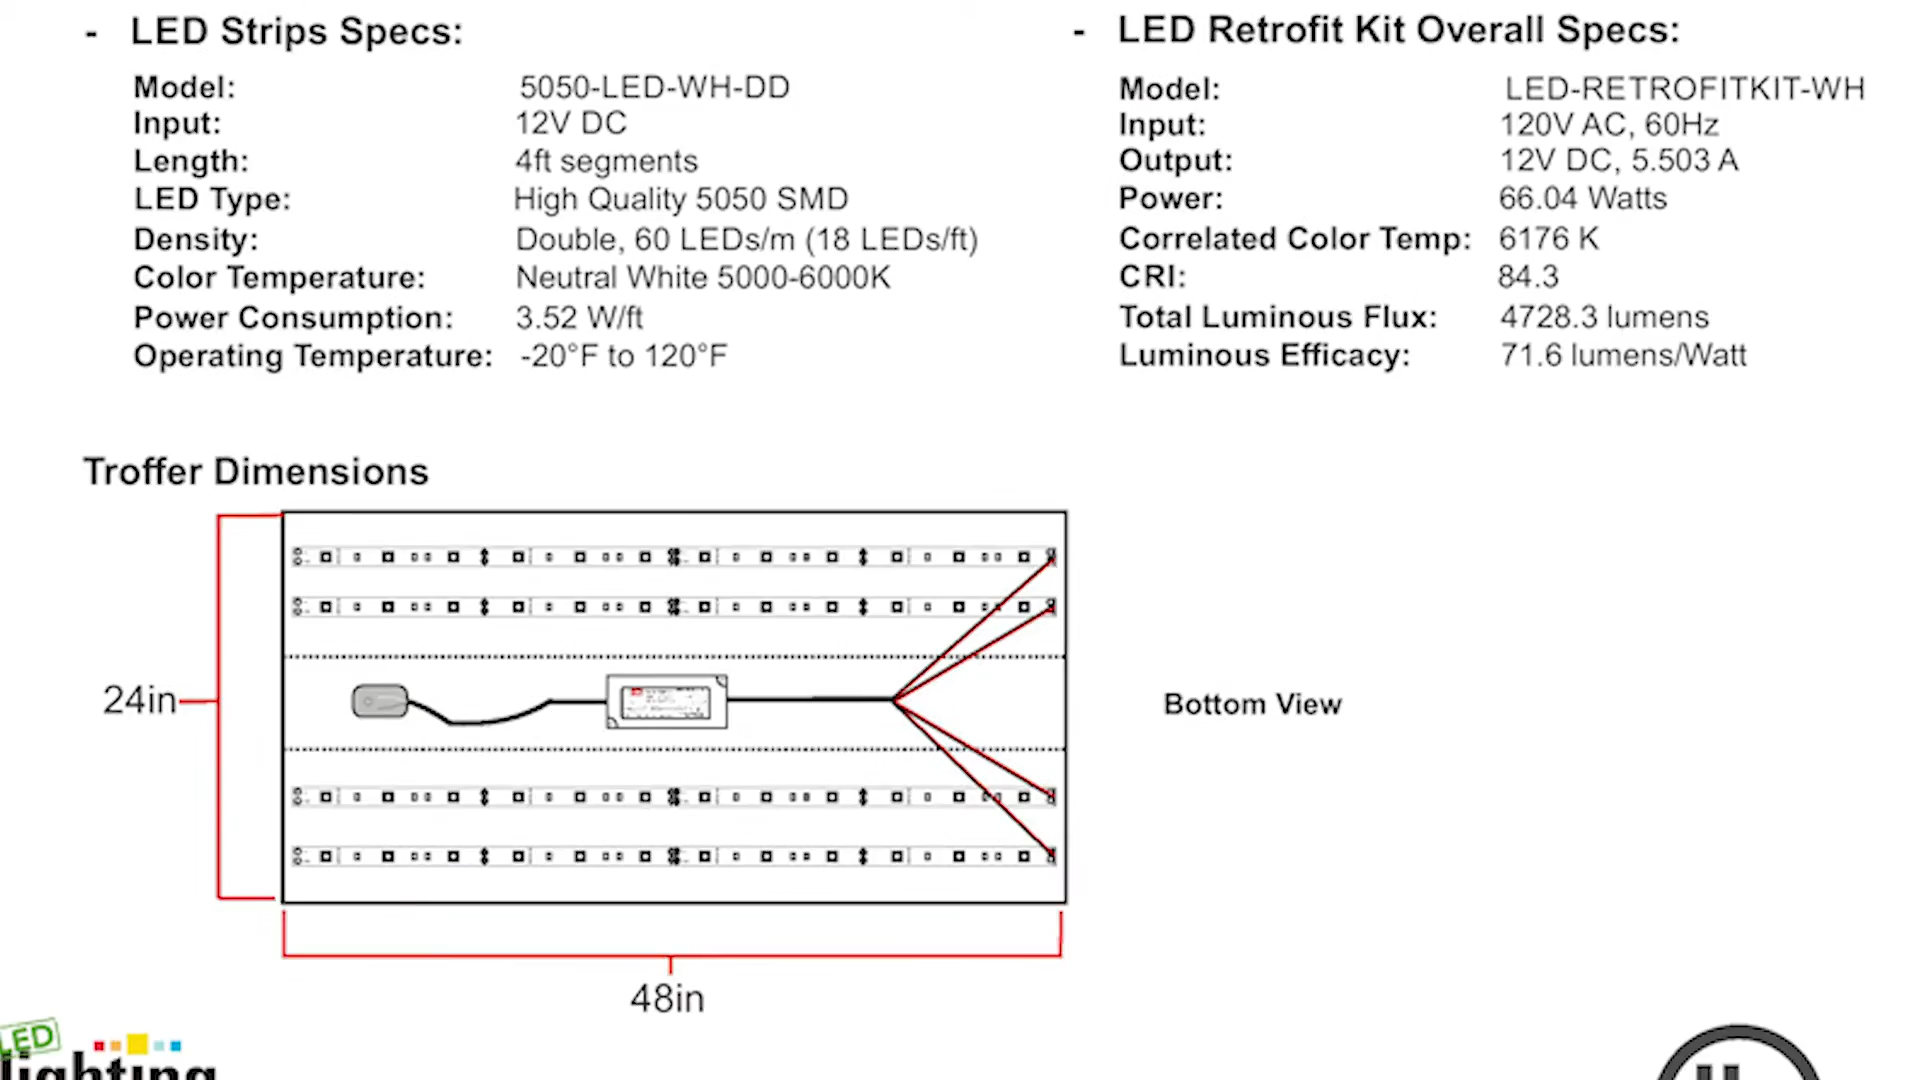 - LED Strips Specs:
Model: 5050-LED-WH-DD
Input: 12V DC
Length: 4ft segments
LED Type: High Quality 5050 SMD
Density: Double, 60 LEDs/m (18 LEDs/ft)
Color Temperature: Neutral White 5000-6000K
Power Consumption: 3.52 W/ft
Operating Temperature: -20°F to 120°F
- LED Retrofit Kit Overall Specs:
Model: LED-RETROFITKIT-WH
Input: 120V AC, 60Hz
Output: 12V DC, 5.503 A
Power: 66.04 Watts
Correlated Color Temp: 6176 K
CRI: 84.3
Total Luminous Flux: 4728.3 lumens
Luminous Efficacy: 71.6 lumens/Watt
Troffer Dimensions
24in
Bottom View
48in
LED
lighting